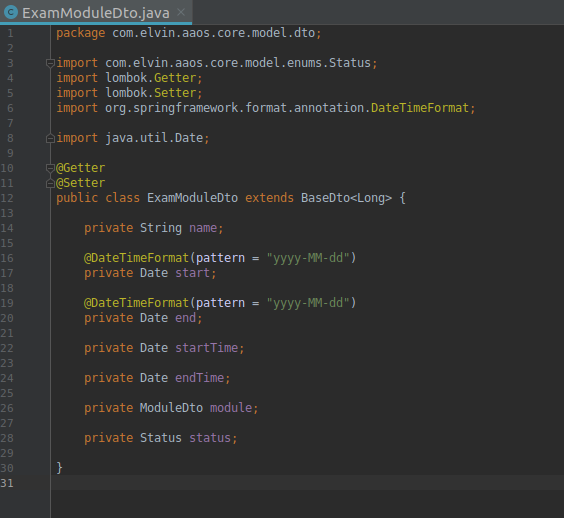 ExamModuleDto.java
1 package com.elvin.aaos.core.model.dto;
2
3 import com.elvin.aaos.core.model.enums.Status;
4 import lombok.Getter;
5 import lombok.Setter;
6 import org.springframework.format.annotation.DateTimeFormat;
7
8 import java.util.Date;
9
10 @Getter
11 @Setter
12 public class ExamModuleDto extends BaseDto<Long> {
13
14 private String name;
15
16 @DateTimeFormat(pattern = "yyyy-MM-dd")
17 private Date start;
18
19 @DateTimeFormat(pattern = "yyyy-MM-dd")
20 private Date end;
21
22 private Date startTime;
23
24 private Date endTime;
25
26 private ModuleDto module;
27
28 private Status status;
29
30 }
31